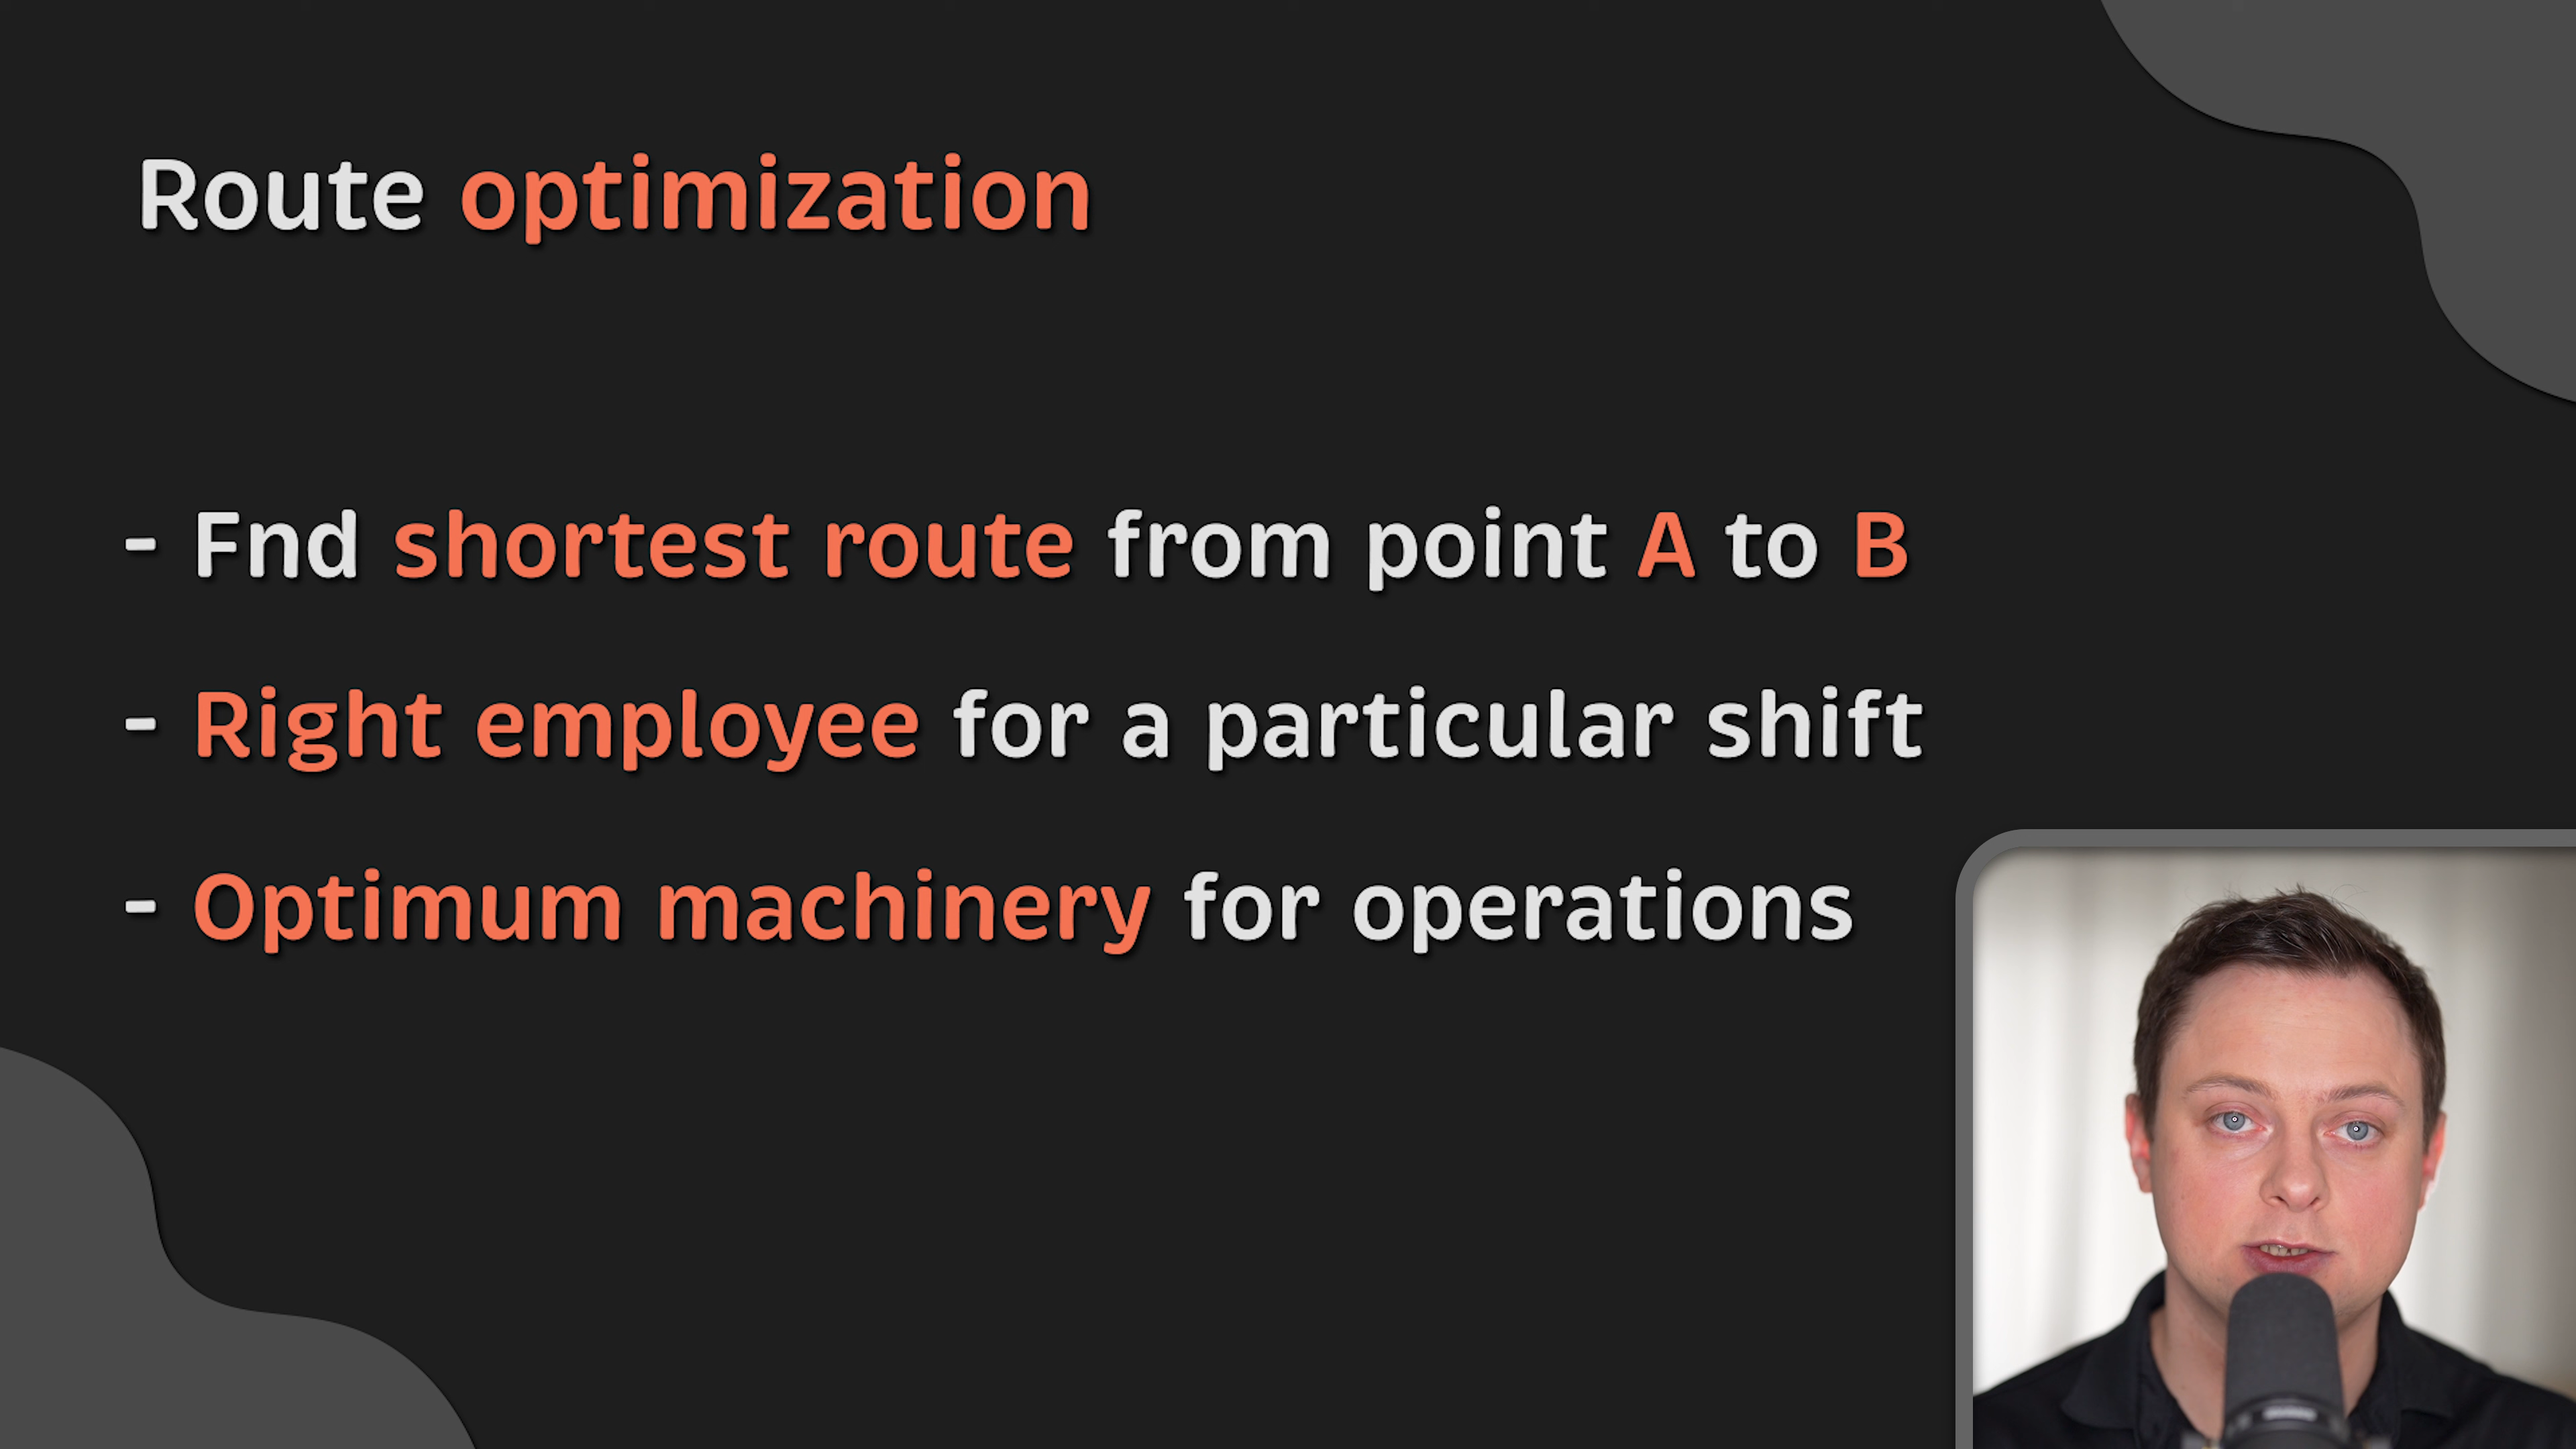 Route optimization
- Fnd shortest route from point A to B
- Right employee for a particular shift
- Optimum machinery for operations